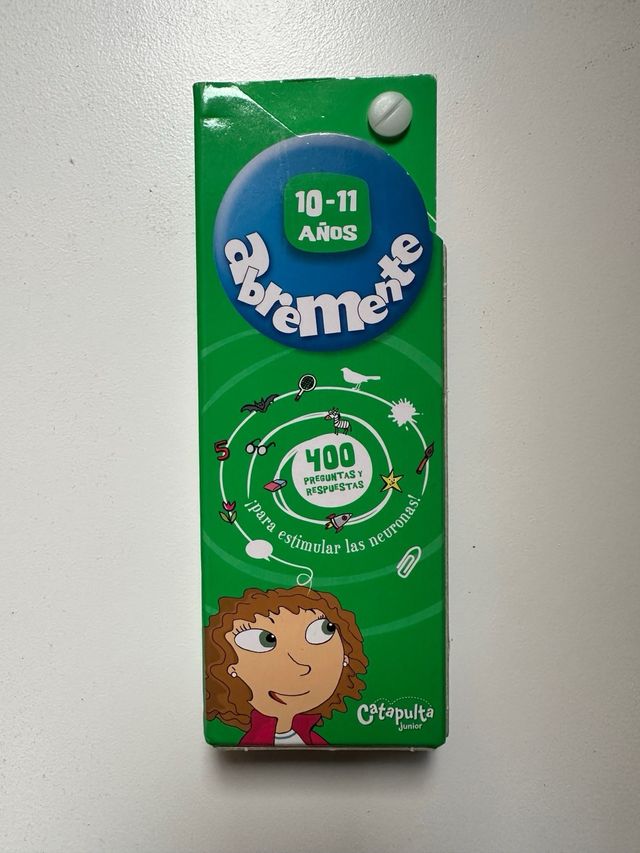 10-11
AÑOS
abremente
5
400
PREGUNTAS Y
RESPUESTAS
¡para estimular las neuronas!
Catapulta
junior